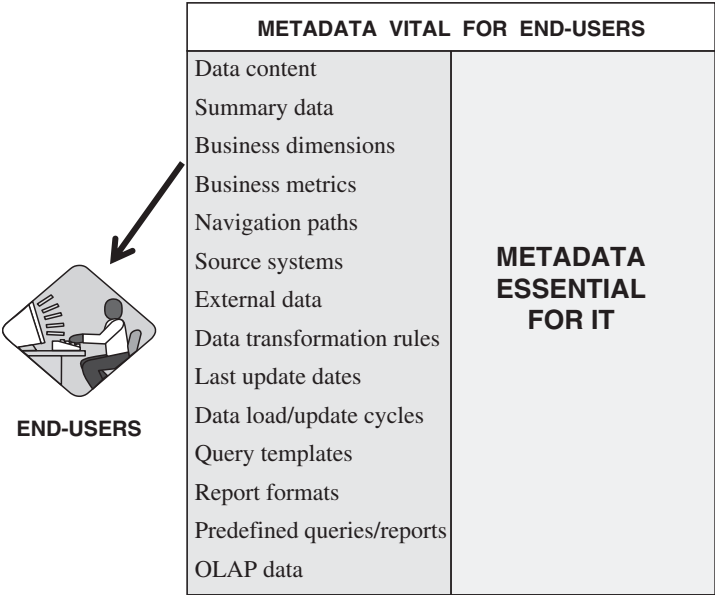 METADATA VITAL FOR END-USERS
Data content
Summary data
Business dimensions
Business metrics
Navigation paths
Source systems
External data
Data transformation rules
Last update dates
Data load/update cycles
Query templates
Report formats
Predefined queries/reports
OLAP data
METADATA
ESSENTIAL
FOR IT
END-USERS